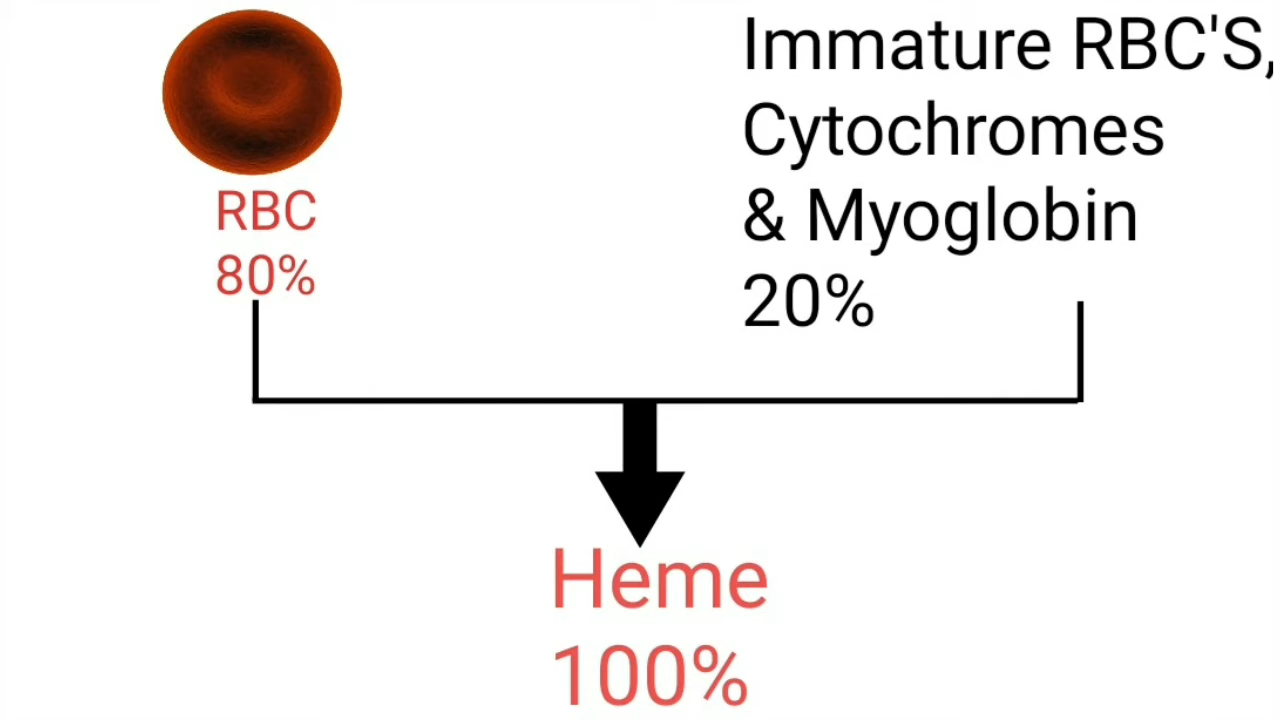 RBC
80%
Immature RBC'S,
Cytochromes
& Myoglobin
20%
Heme
100%